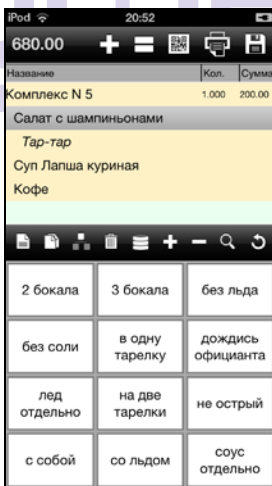 iPod 20:52
680.00
Название Кол. Сумма
Комплекс N 5 1.000 200.00
Салат с шампиньонами
Тар-тар
Суп Лапша куриная
Кофе
2 бокала 3 бокала без льда
без соли в одну тарелку дождись официанта
лед отдельно на две тарелки не острый
с собой со льдом соус отдельно